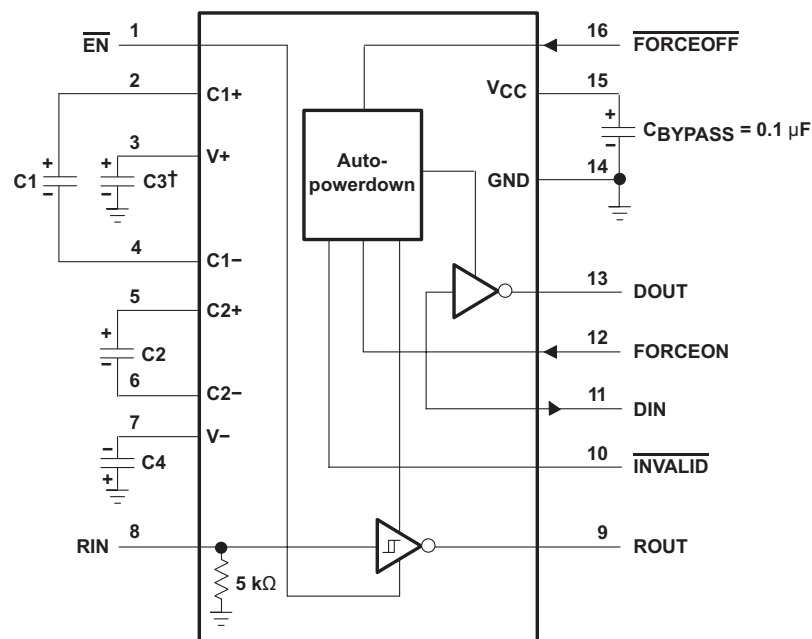 1
EN
16
FORCEOFF
2
C1+
15
VCC
+
−
CBYPASS = 0.1 μF
3
V+
+
−
C3†
+
−
C1
Auto-
powerdown
14
GND
4
C1−
13
DOUT
5
C2+
+
−
C2
12
FORCEON
6
C2−
11
DIN
7
V−
−
+
C4
10
INVALID
8
RIN
9
ROUT
5 kΩ